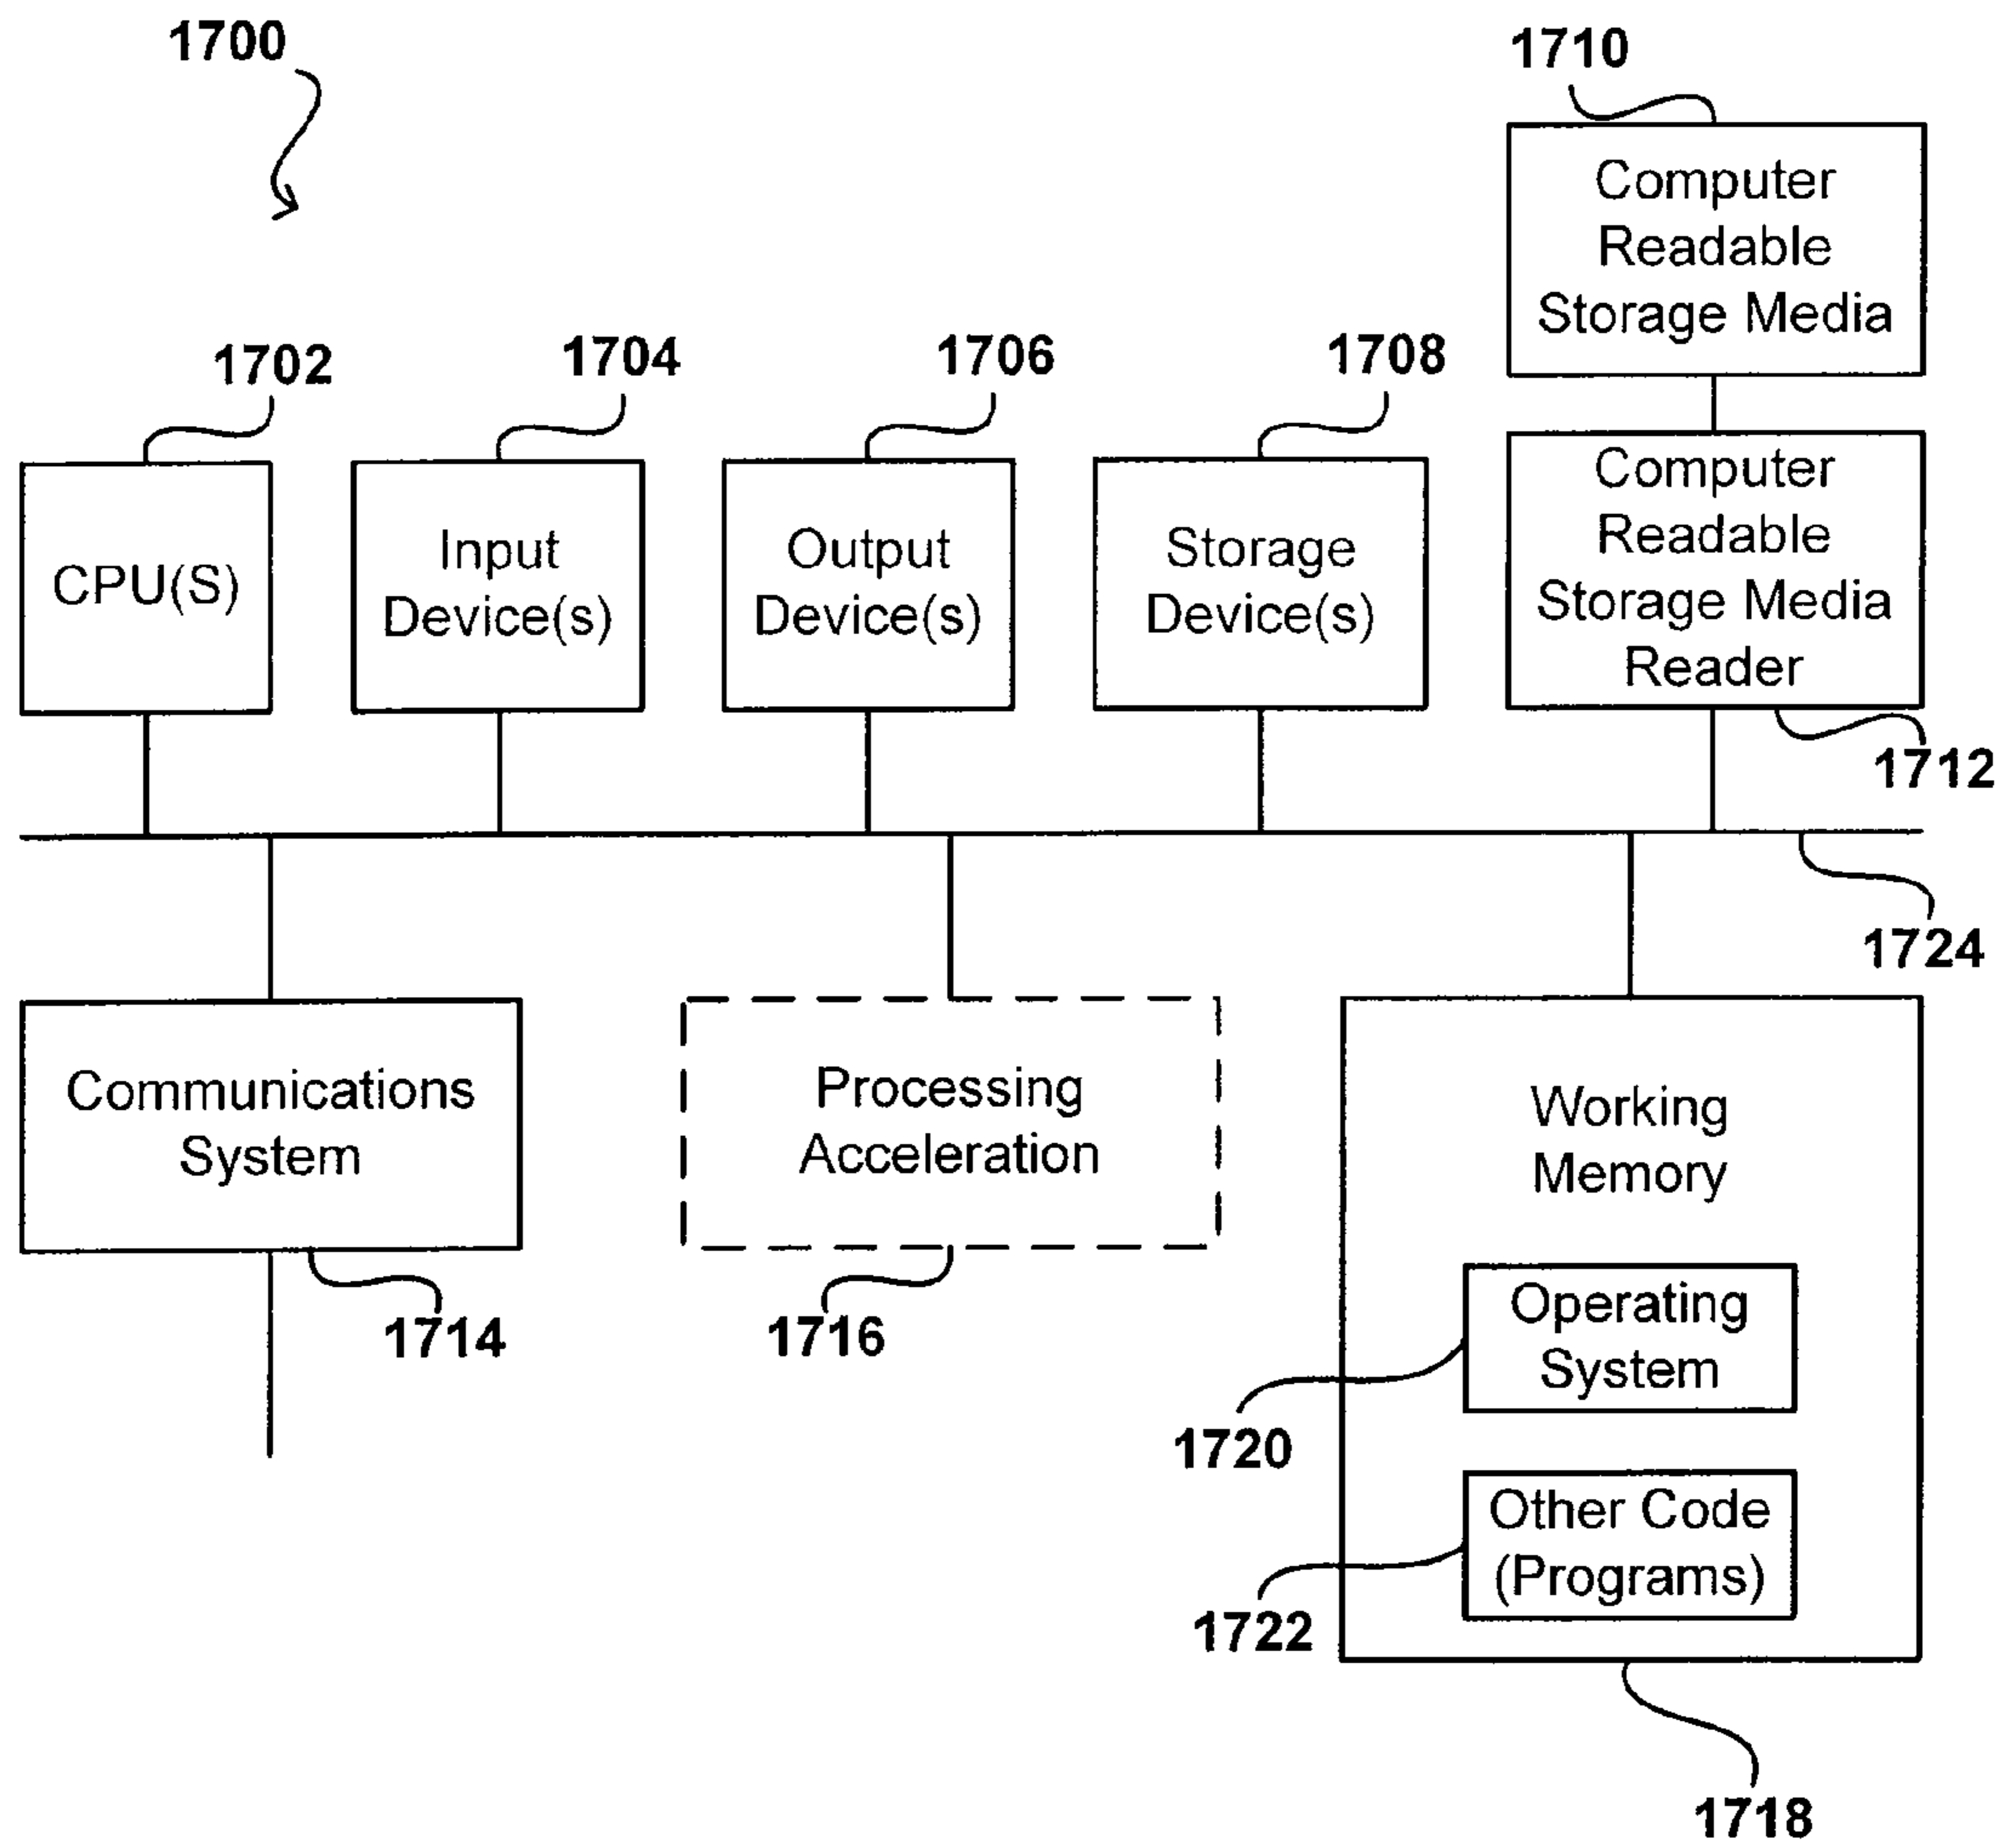 1700
1710
Computer
Readable
Storage Media
1702
1704
1706
1708
CPU(S)
Input
Device(s)
Output
Device(s)
Storage
Device(s)
Computer
Readable
Storage Media
Reader
1712
1724
Communications
System
1714
Processing
Acceleration
1716
Working
Memory
Operating
System
1720
Other Code
(Programs)
1722
1718